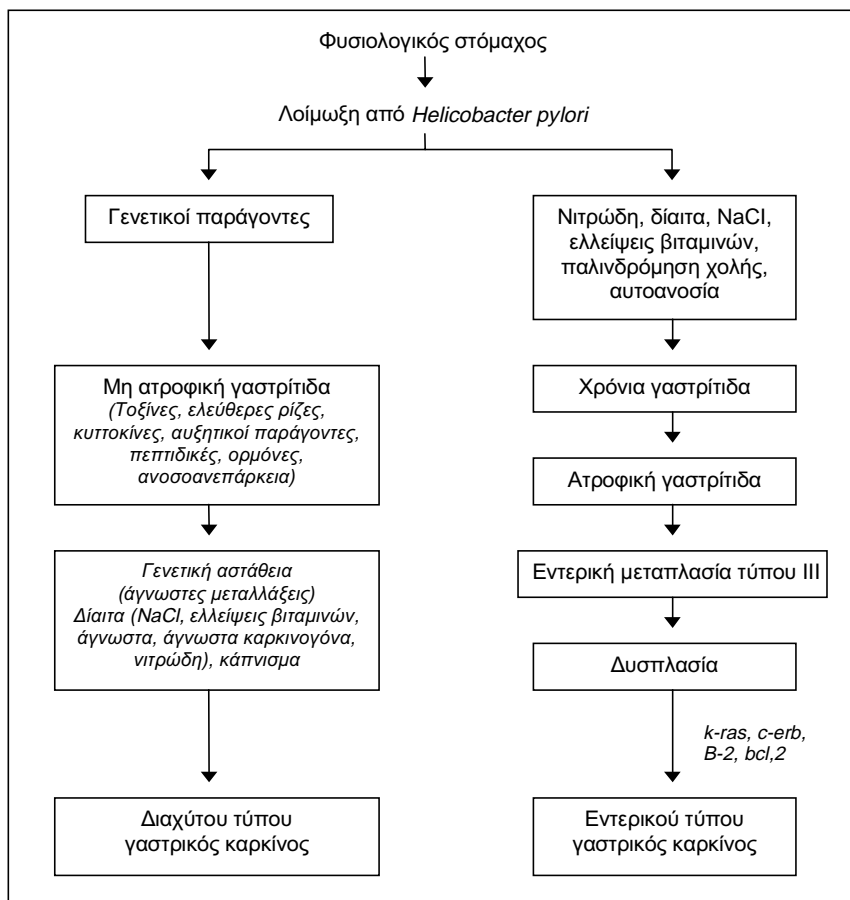 Φυσιολογικός στόμαχος
Λοίμωξη από Helicobacter pylori
Γενετικοί παράγοντες
Μη ατροφική γαστρίτιδα
(Τοξίνες, ελεύθερες ρίζες,
κυττοκίνες, αυξητικοί παράγοντες,
πεπτιδικές, ορμόνες,
ανοσοανεπάρκεια)
Γενετική αστάθεια
(άγνωστες μεταλλάξεις)
Δίαιτα (NaCl, ελλείψεις βιταμινών,
άγνωστα, άγνωστα καρκινογόνα,
νιτρώδη), κάπνισμα
Διαχύτου τύπου
γαστρικός καρκίνος
Νιτρώδη, δίαιτα, NaCl,
ελλείψεις βιταμινών,
παλινδρόμηση χολής,
αυτοανοσία
Χρόνια γαστρίτιδα
Ατροφική γαστρίτιδα
Εντερική μεταπλασία τύπου III
Δυσπλασία
k-ras, c-erb,
B-2, bcl,2
Εντερικού τύπου
γαστρικός καρκίνος